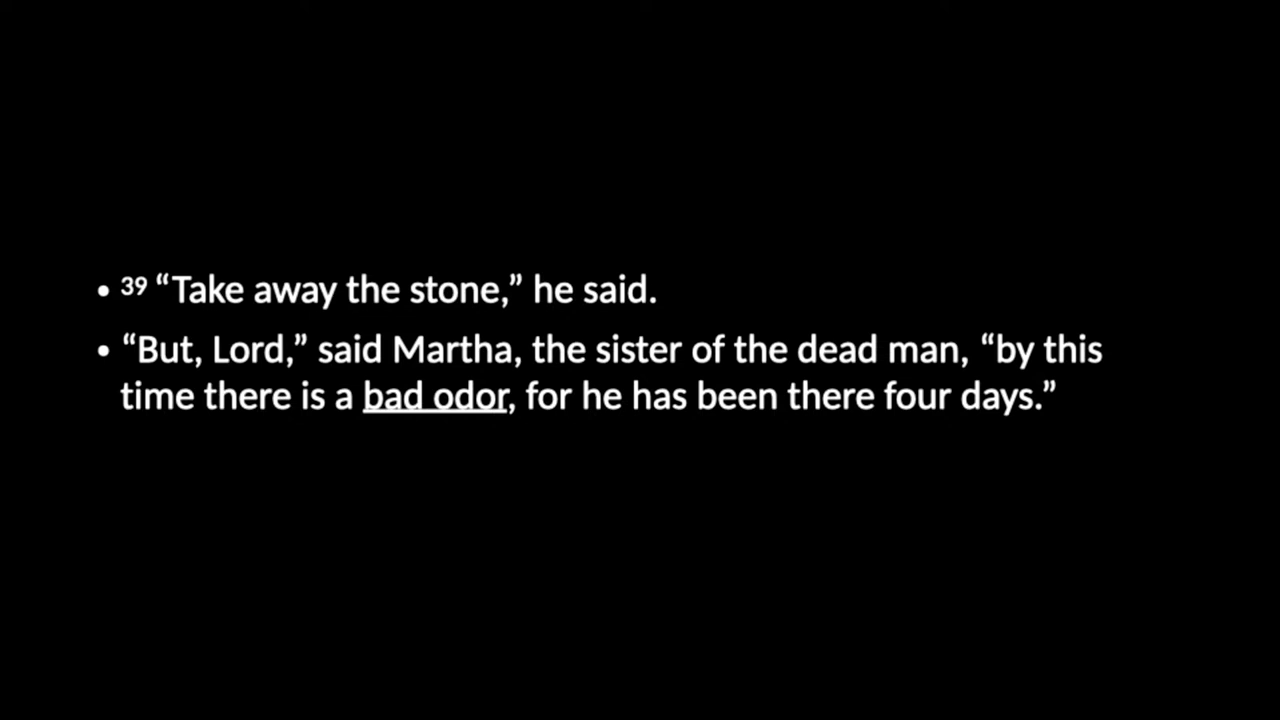 • 39 “Take away the stone,” he said.
• “But, Lord,” said Martha, the sister of the dead man, “by this
time there is a bad odor, for he has been there four days.”